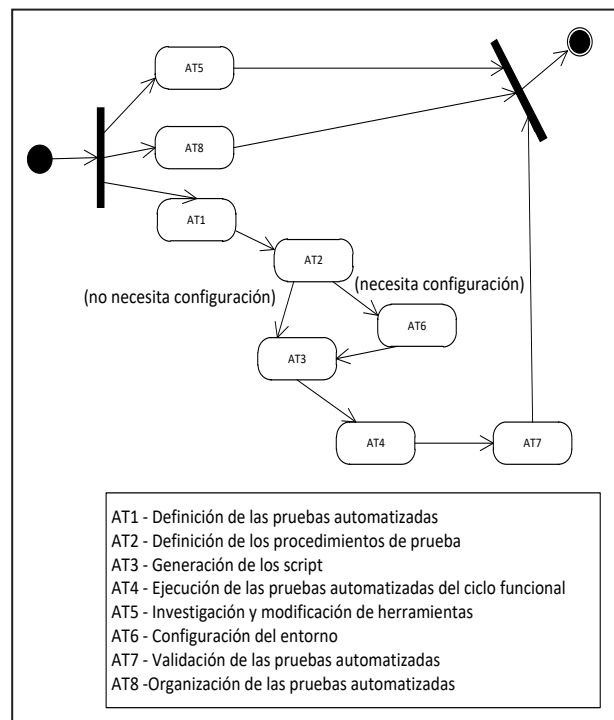 AT5
AT8
AT1
AT2
(no necesita configuración)
(necesita configuración)
AT6
AT3
AT4
AT7
AT1 - Definición de las pruebas automatizadas
AT2 - Definición de los procedimientos de prueba
AT3 - Generación de los script
AT4 - Ejecución de las pruebas automatizadas del ciclo funcional
AT5 - Investigación y modificación de herramientas
AT6 - Configuración del entorno
AT7 - Validación de las pruebas automatizadas
AT8 -Organización de las pruebas automatizadas